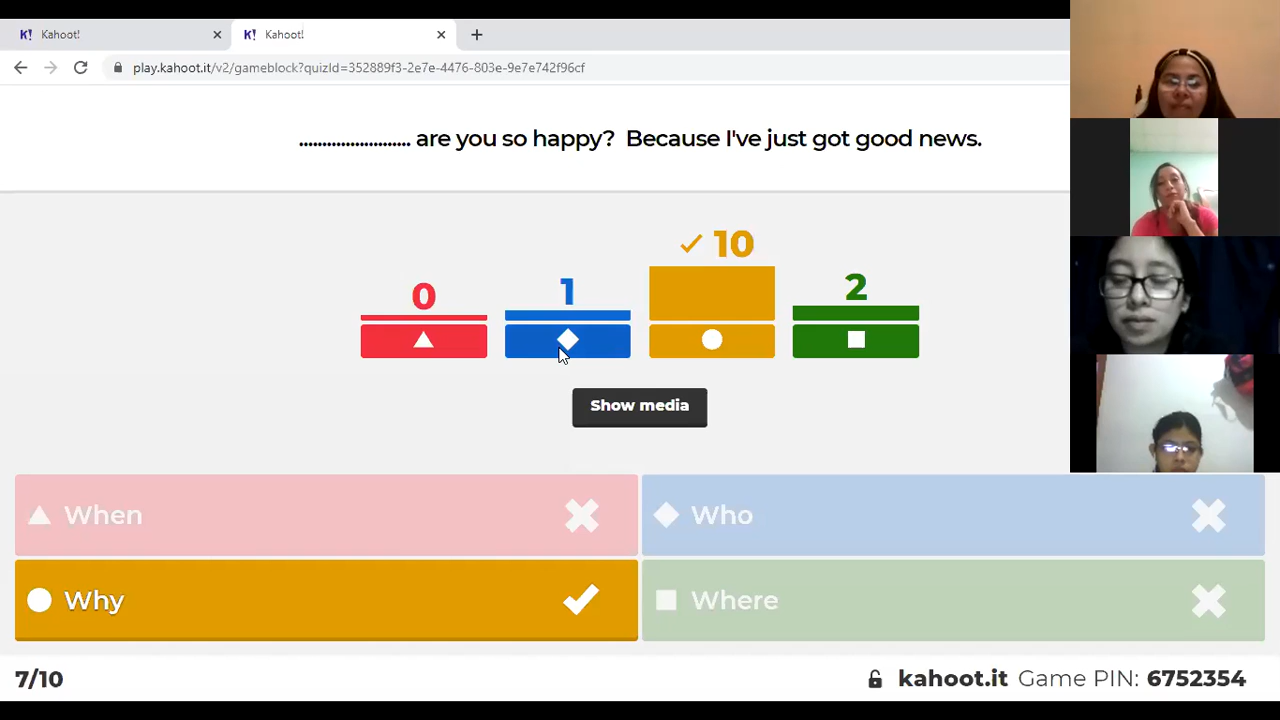 K! Kahoot!
K! Kahoot!
play.kahoot.it/v2/gameblock?quizId=352889f3-2e7e-4476-803e-9e7e742f96cf
........................ are you so happy?  Because I've just got good news.
0
1
10
2
Show media
When
Who
Why
Where
7/10
kahoot.it Game PIN: 6752354